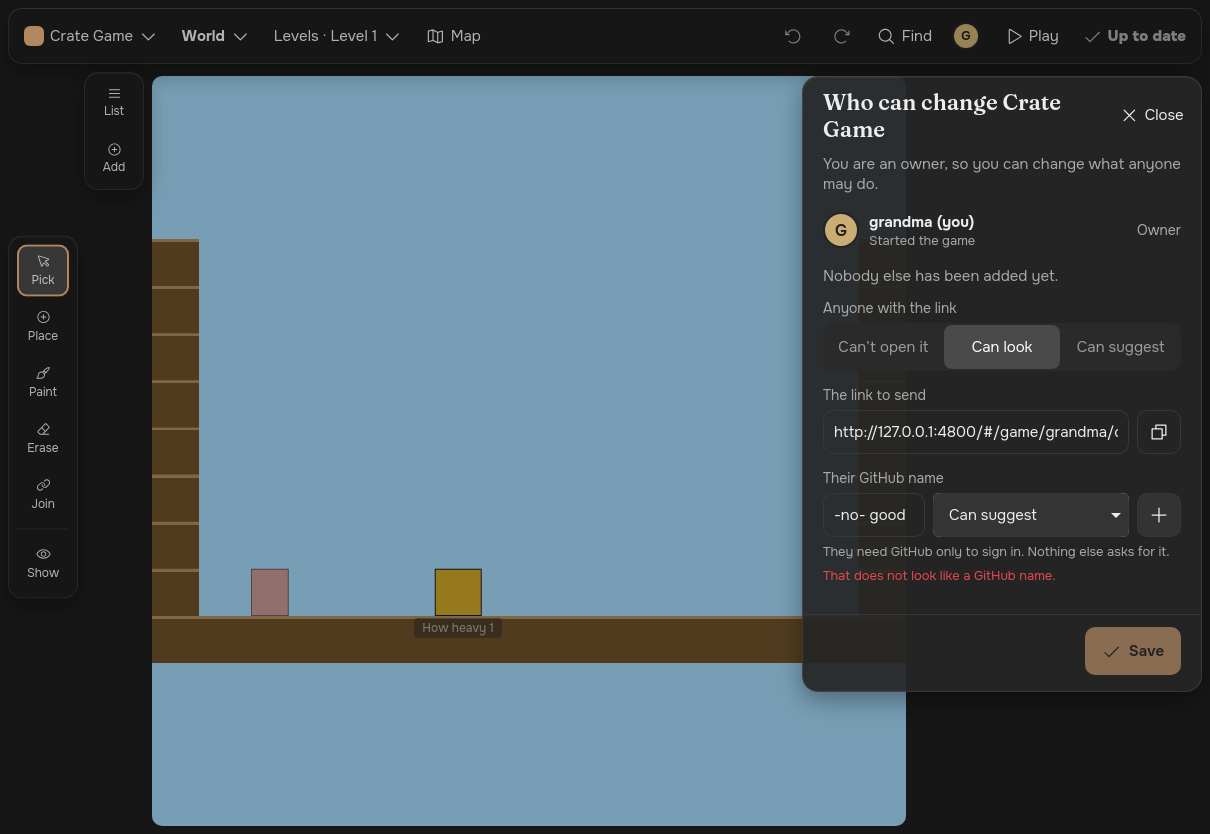 Crate Game
World
Levels · Level 1
Map
Find
G
Play
Up to date
List
Add
Pick
Place
Paint
Erase
Join
Show
How heavy 1
Who can change Crate
Game
Close
You are an owner, so you can change what anyone
may do.
G
grandma (you)
Started the game
Owner
Nobody else has been added yet.
Anyone with the link
Can't open it
Can look
Can suggest
The link to send
http://127.0.0.1:4800/#/game/grandma/c
Their GitHub name
-no- good
Can suggest
They need GitHub only to sign in. Nothing else asks for it.
That does not look like a GitHub name.
Save